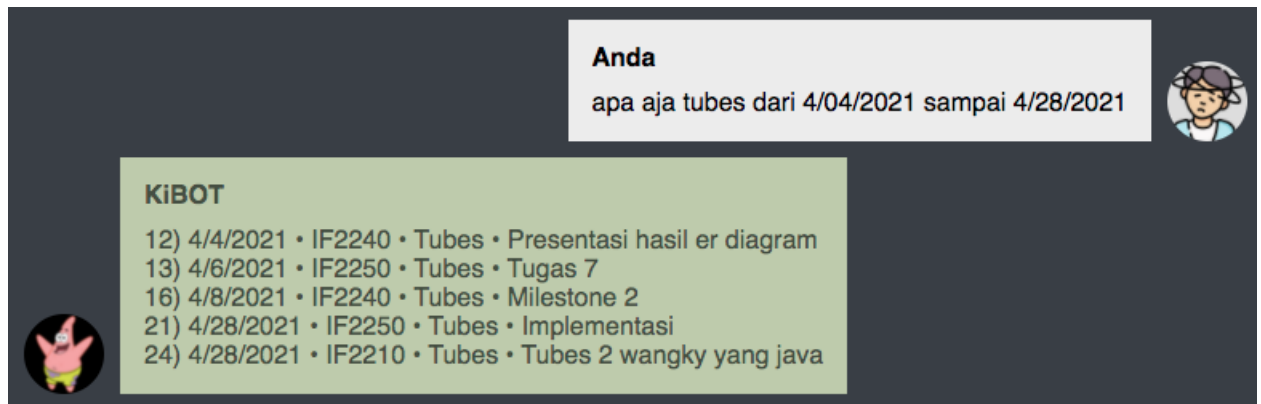 Anda
apa aja tubes dari 4/04/2021 sampai 4/28/2021
KiBOT
12) 4/4/2021 • IF2240 • Tubes • Presentasi hasil er diagram
13) 4/6/2021 • IF2250 • Tubes • Tugas 7
16) 4/8/2021 • IF2240 • Tubes • Milestone 2
21) 4/28/2021 • IF2250 • Tubes • Implementasi
24) 4/28/2021 • IF2210 • Tubes • Tubes 2 wangky yang java